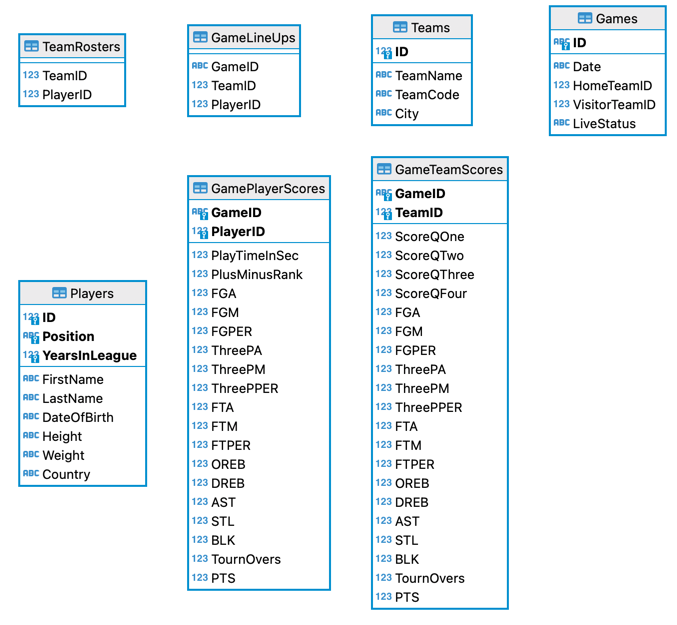 TeamRosters
123 TeamID
123 PlayerID
GameLineUps
ABC GameID
123 TeamID
123 PlayerID
Teams
123 ID
ABC TeamName
ABC TeamCode
ABC City
Games
ABC ID
ABC Date
123 HomeTeamID
123 VisitorTeamID
ABC LiveStatus
Players
123 ID
ABC Position
123 YearsInLeague
ABC FirstName
ABC LastName
ABC DateOfBirth
ABC Height
ABC Weight
ABC Country
GamePlayerScores
ABC GameID
123 PlayerID
123 PlayTimeInSec
123 PlusMinusRank
123 FGA
123 FGM
123 FGPER
123 ThreePA
123 ThreePM
123 ThreePPER
123 FTA
123 FTM
123 FTPER
123 OREB
123 DREB
123 AST
123 STL
123 BLK
123 TournOvers
123 PTS
GameTeamScores
ABC GameID
123 TeamID
123 ScoreQOne
123 ScoreQTwo
123 ScoreQThree
123 ScoreQFour
123 FGA
123 FGM
123 FGPER
123 ThreePA
123 ThreePM
123 ThreePPER
123 FTA
123 FTM
123 FTPER
123 OREB
123 DREB
123 AST
123 STL
123 BLK
123 TournOvers
123 PTS